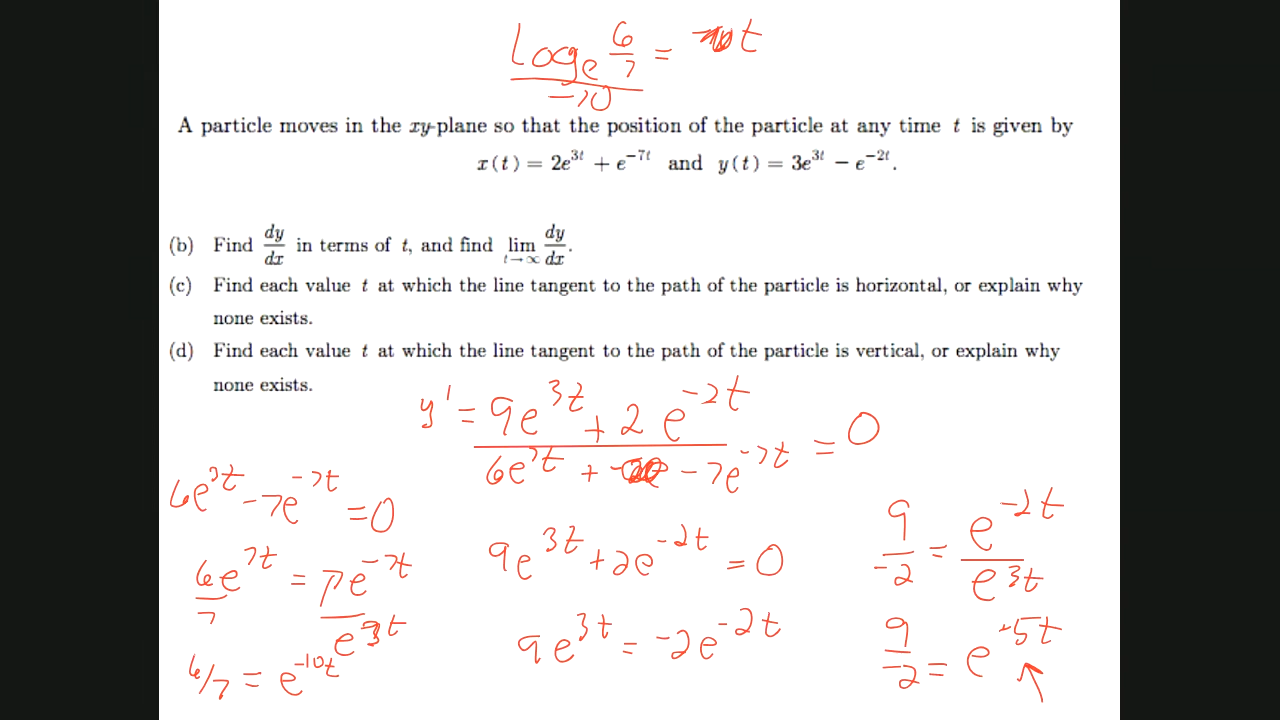 Log_e 6/7 / -10 = t
A particle moves in the xy-plane so that the position of the particle at any time t is given by
x(t) = 2e^{3t} + e^{-7t} and y(t) = 3e^{3t} − e^{-2t}.
(b) Find dy/dx in terms of t, and find lim_{t→∞} dy/dx.
(c) Find each value t at which the line tangent to the path of the particle is horizontal, or explain why
none exists.
(d) Find each value t at which the line tangent to the path of the particle is vertical, or explain why
none exists.
y' = (9e^{3t} + 2e^{-2t}) / (6e^{3t} + -7e^{-7t}) = 0
6e^{3t} - 7e^{-7t} = 0
6e^{3t} / 7 = 7e^{-7t} / e^{3t}
6/7 = e^{-10t}
9e^{3t} + 2e^{-2t} = 0
9e^{3t} = -2e^{-2t}
9/-2 = e^{-2t} / e^{3t}
9/-2 = e^{-5t}